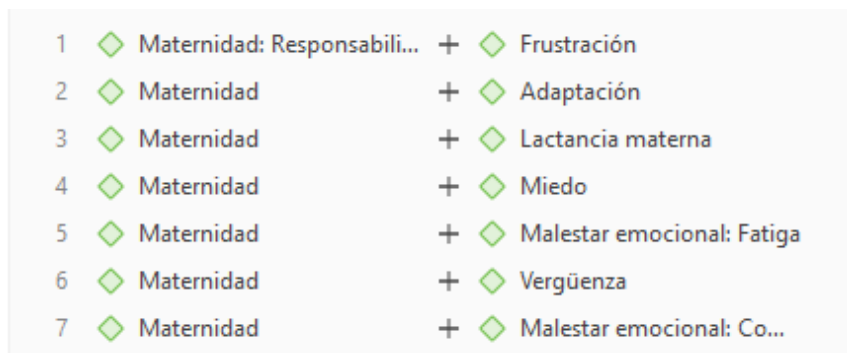 1 Maternidad: Responsabili... + Frustración
2 Maternidad + Adaptación
3 Maternidad + Lactancia materna
4 Maternidad + Miedo
5 Maternidad + Malestar emocional: Fatiga
6 Maternidad + Vergüenza
7 Maternidad + Malestar emocional: Co...